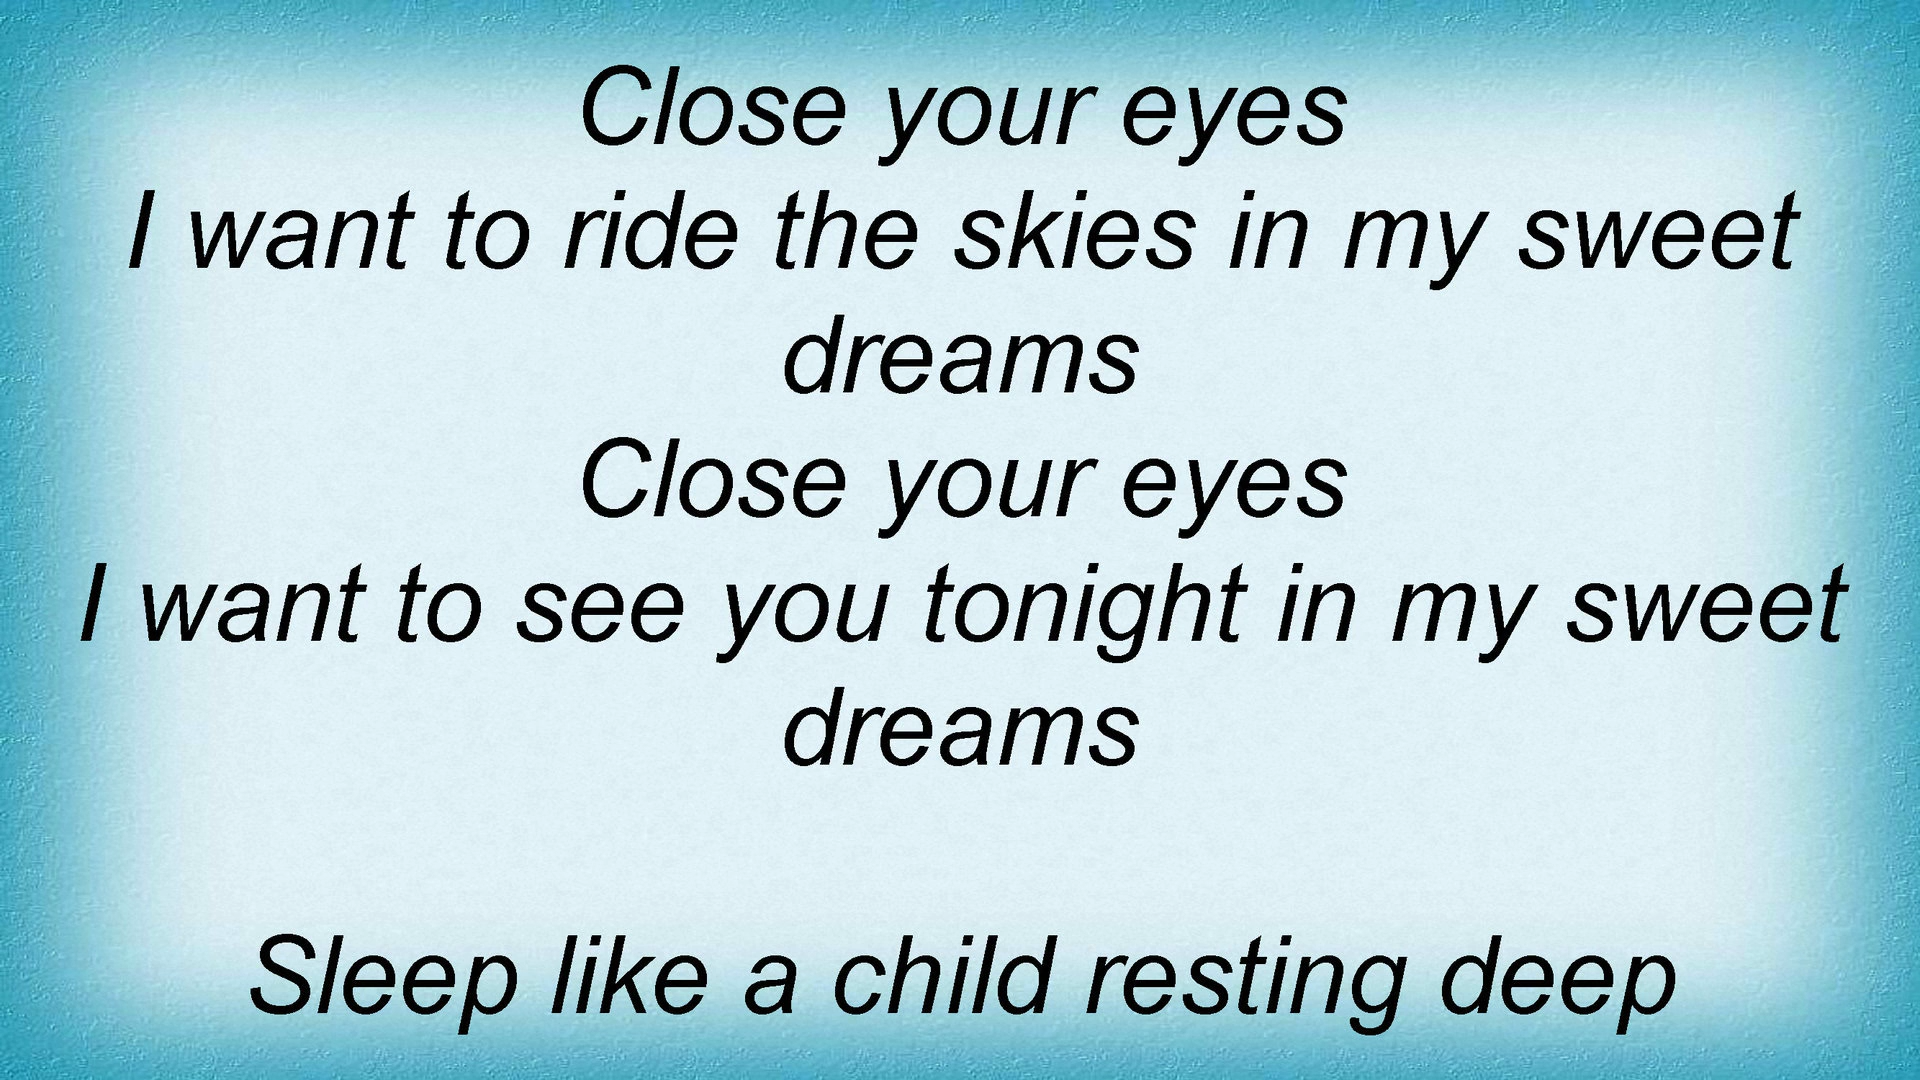 Close your eyes
I want to ride the skies in my sweet
dreams
Close your eyes
I want to see you tonight in my sweet
dreams
Sleep like a child resting deep